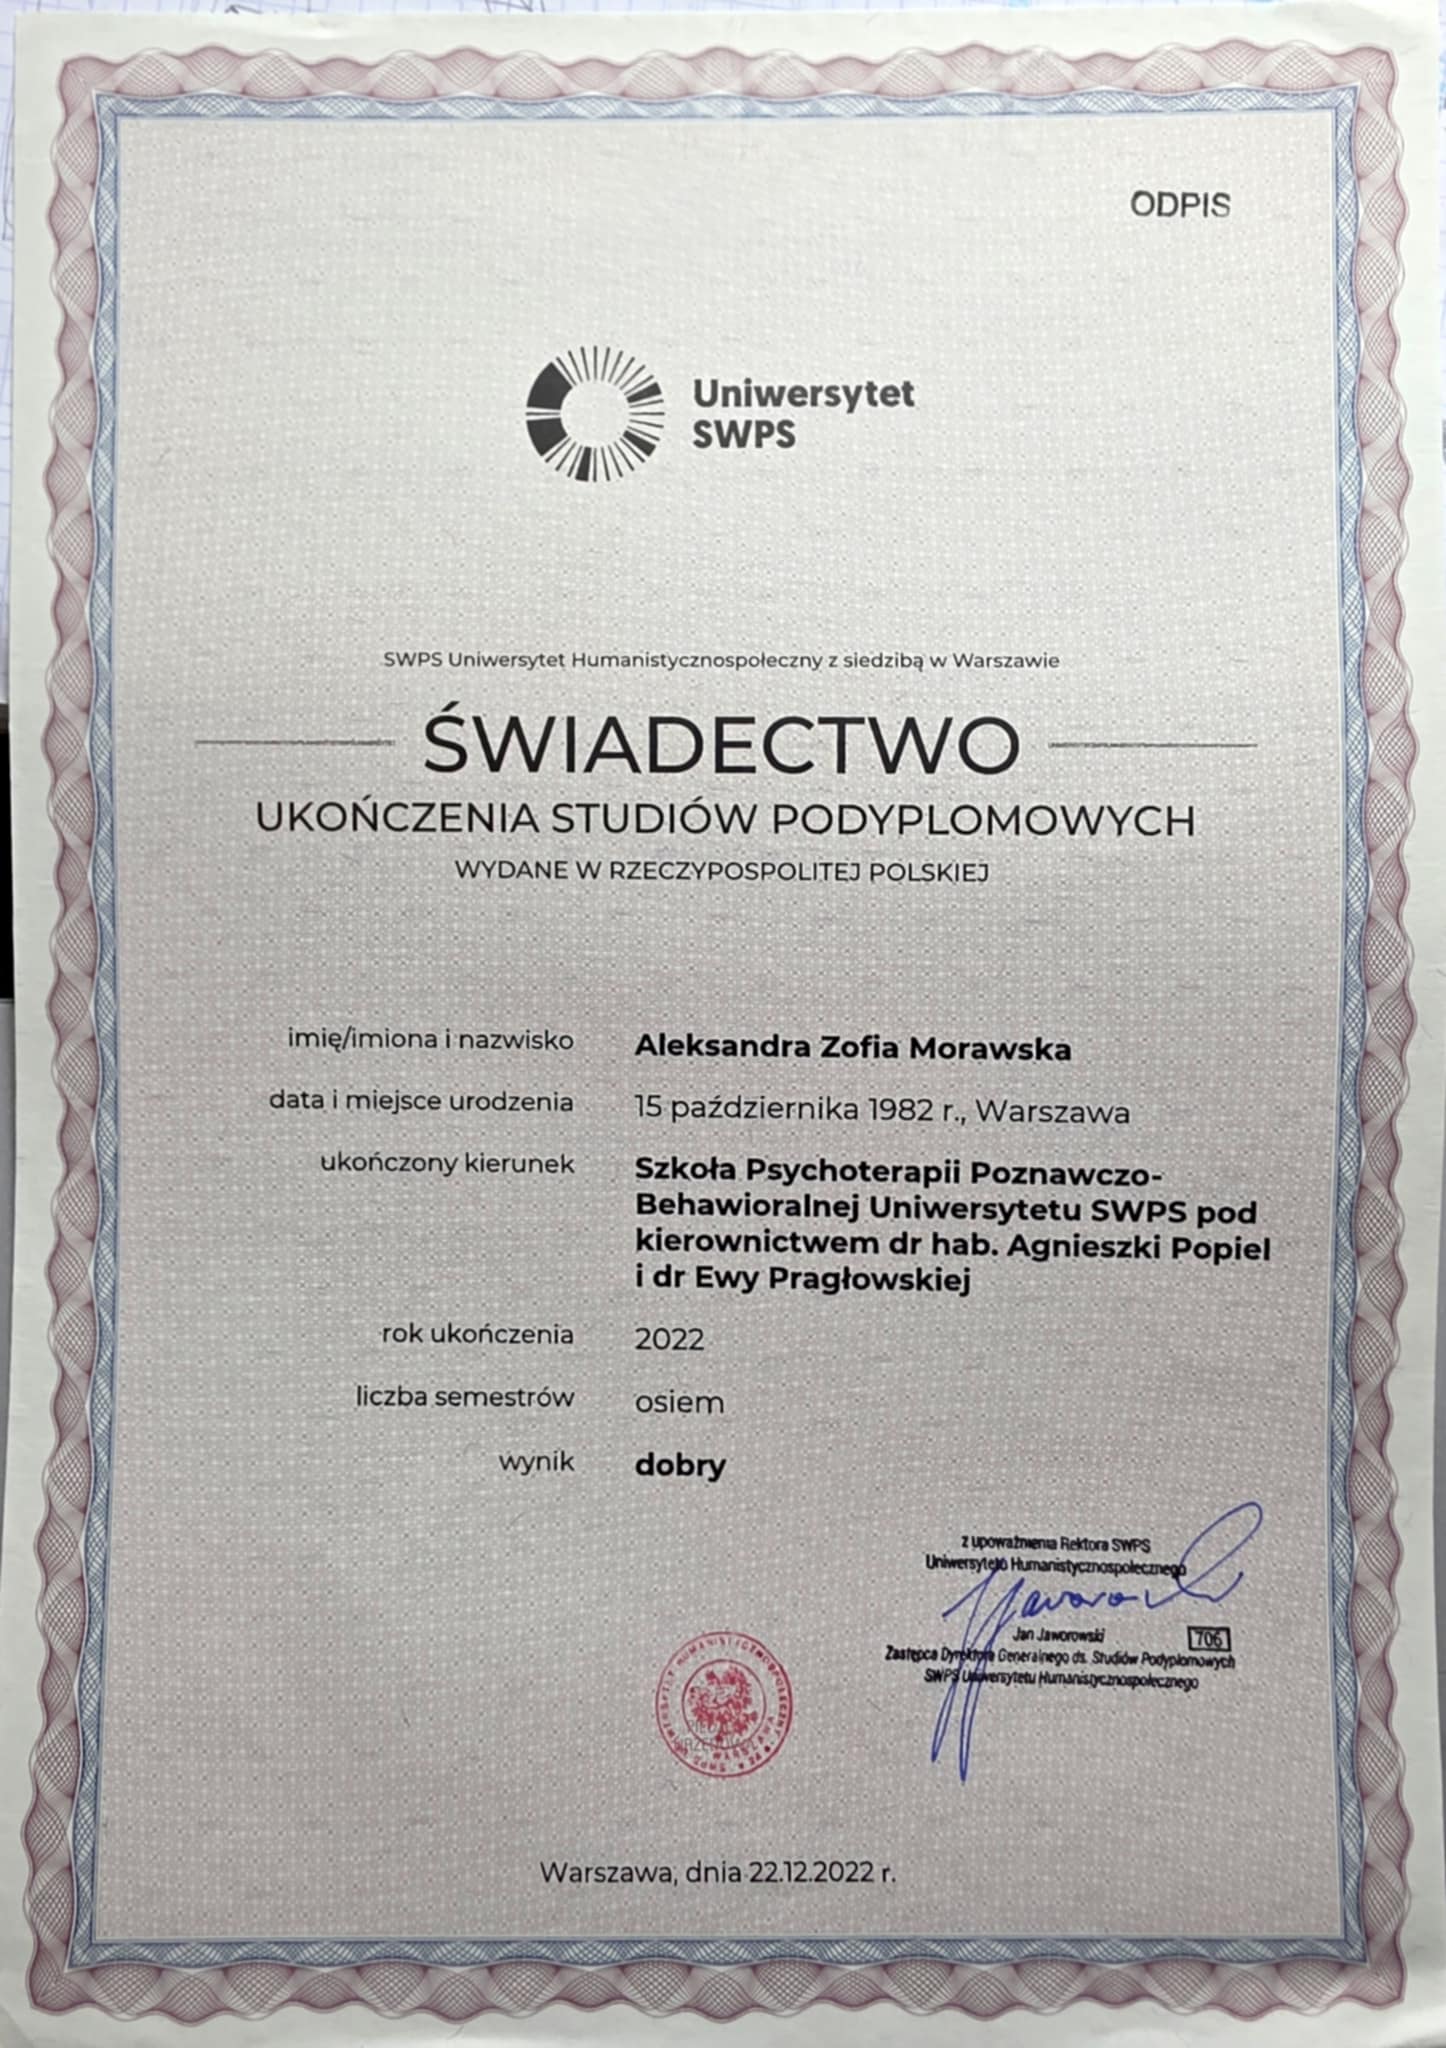 ODPIS
Uniwersytet
SWPS
SWPS Uniwersytet Humanistycznospołeczny z siedzibą w Warszawie
ŚWIADECTWO
UKOŃCZENIA STUDIÓW PODYPLOMOWYCH
WYDANE W RZECZYPOSPOLITEJ POLSKIEJ
imię/imiona i nazwisko Aleksandra Zofia Morawska
data i miejsce urodzenia 15 października 1982 r., Warszawa
ukończony kierunek Szkoła Psychoterapii Poznawczo-
Behawioralnej Uniwersytetu SWPS pod
kierownictwem dr hab. Agnieszki Popiel
i dr Ewy Pragłowskiej
rok ukończenia 2022
liczba semestrów osiem
wynik dobry
z upoważnienia Rektora SWPS
Uniwersytetu Humanistycznospołecznego
Jan Jaworowski
706
Zastępca Dyrektora Generalnego ds. Studiów Podyplomowych
SWPS Uniwersytetu Humanistycznospołecznego
Warszawa, dnia 22.12.2022 r.